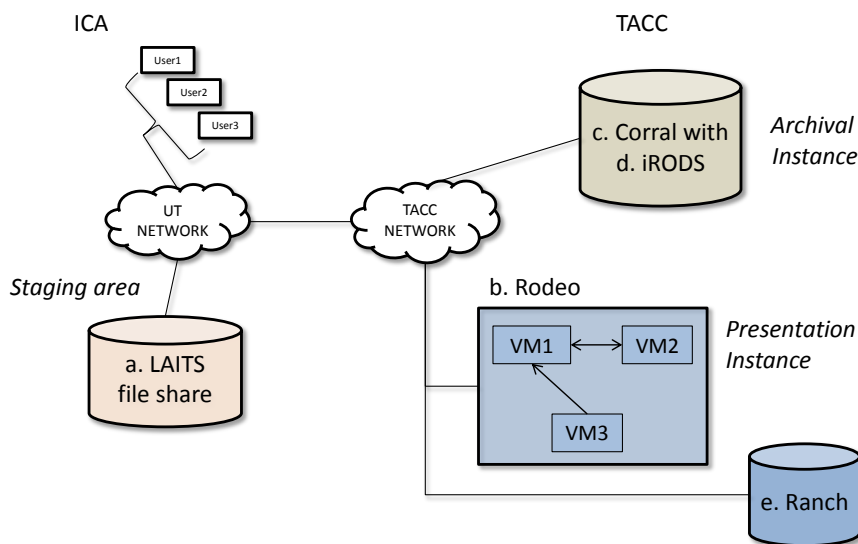 ICA
TACC
User1
User2
User3
c. Corral with
d. iRODS
Archival
Instance
UT
NETWORK
TACC
NETWORK
Staging area
a. LAITS
file share
b. Rodeo
VM1
VM2
VM3
Presentation
Instance
e. Ranch